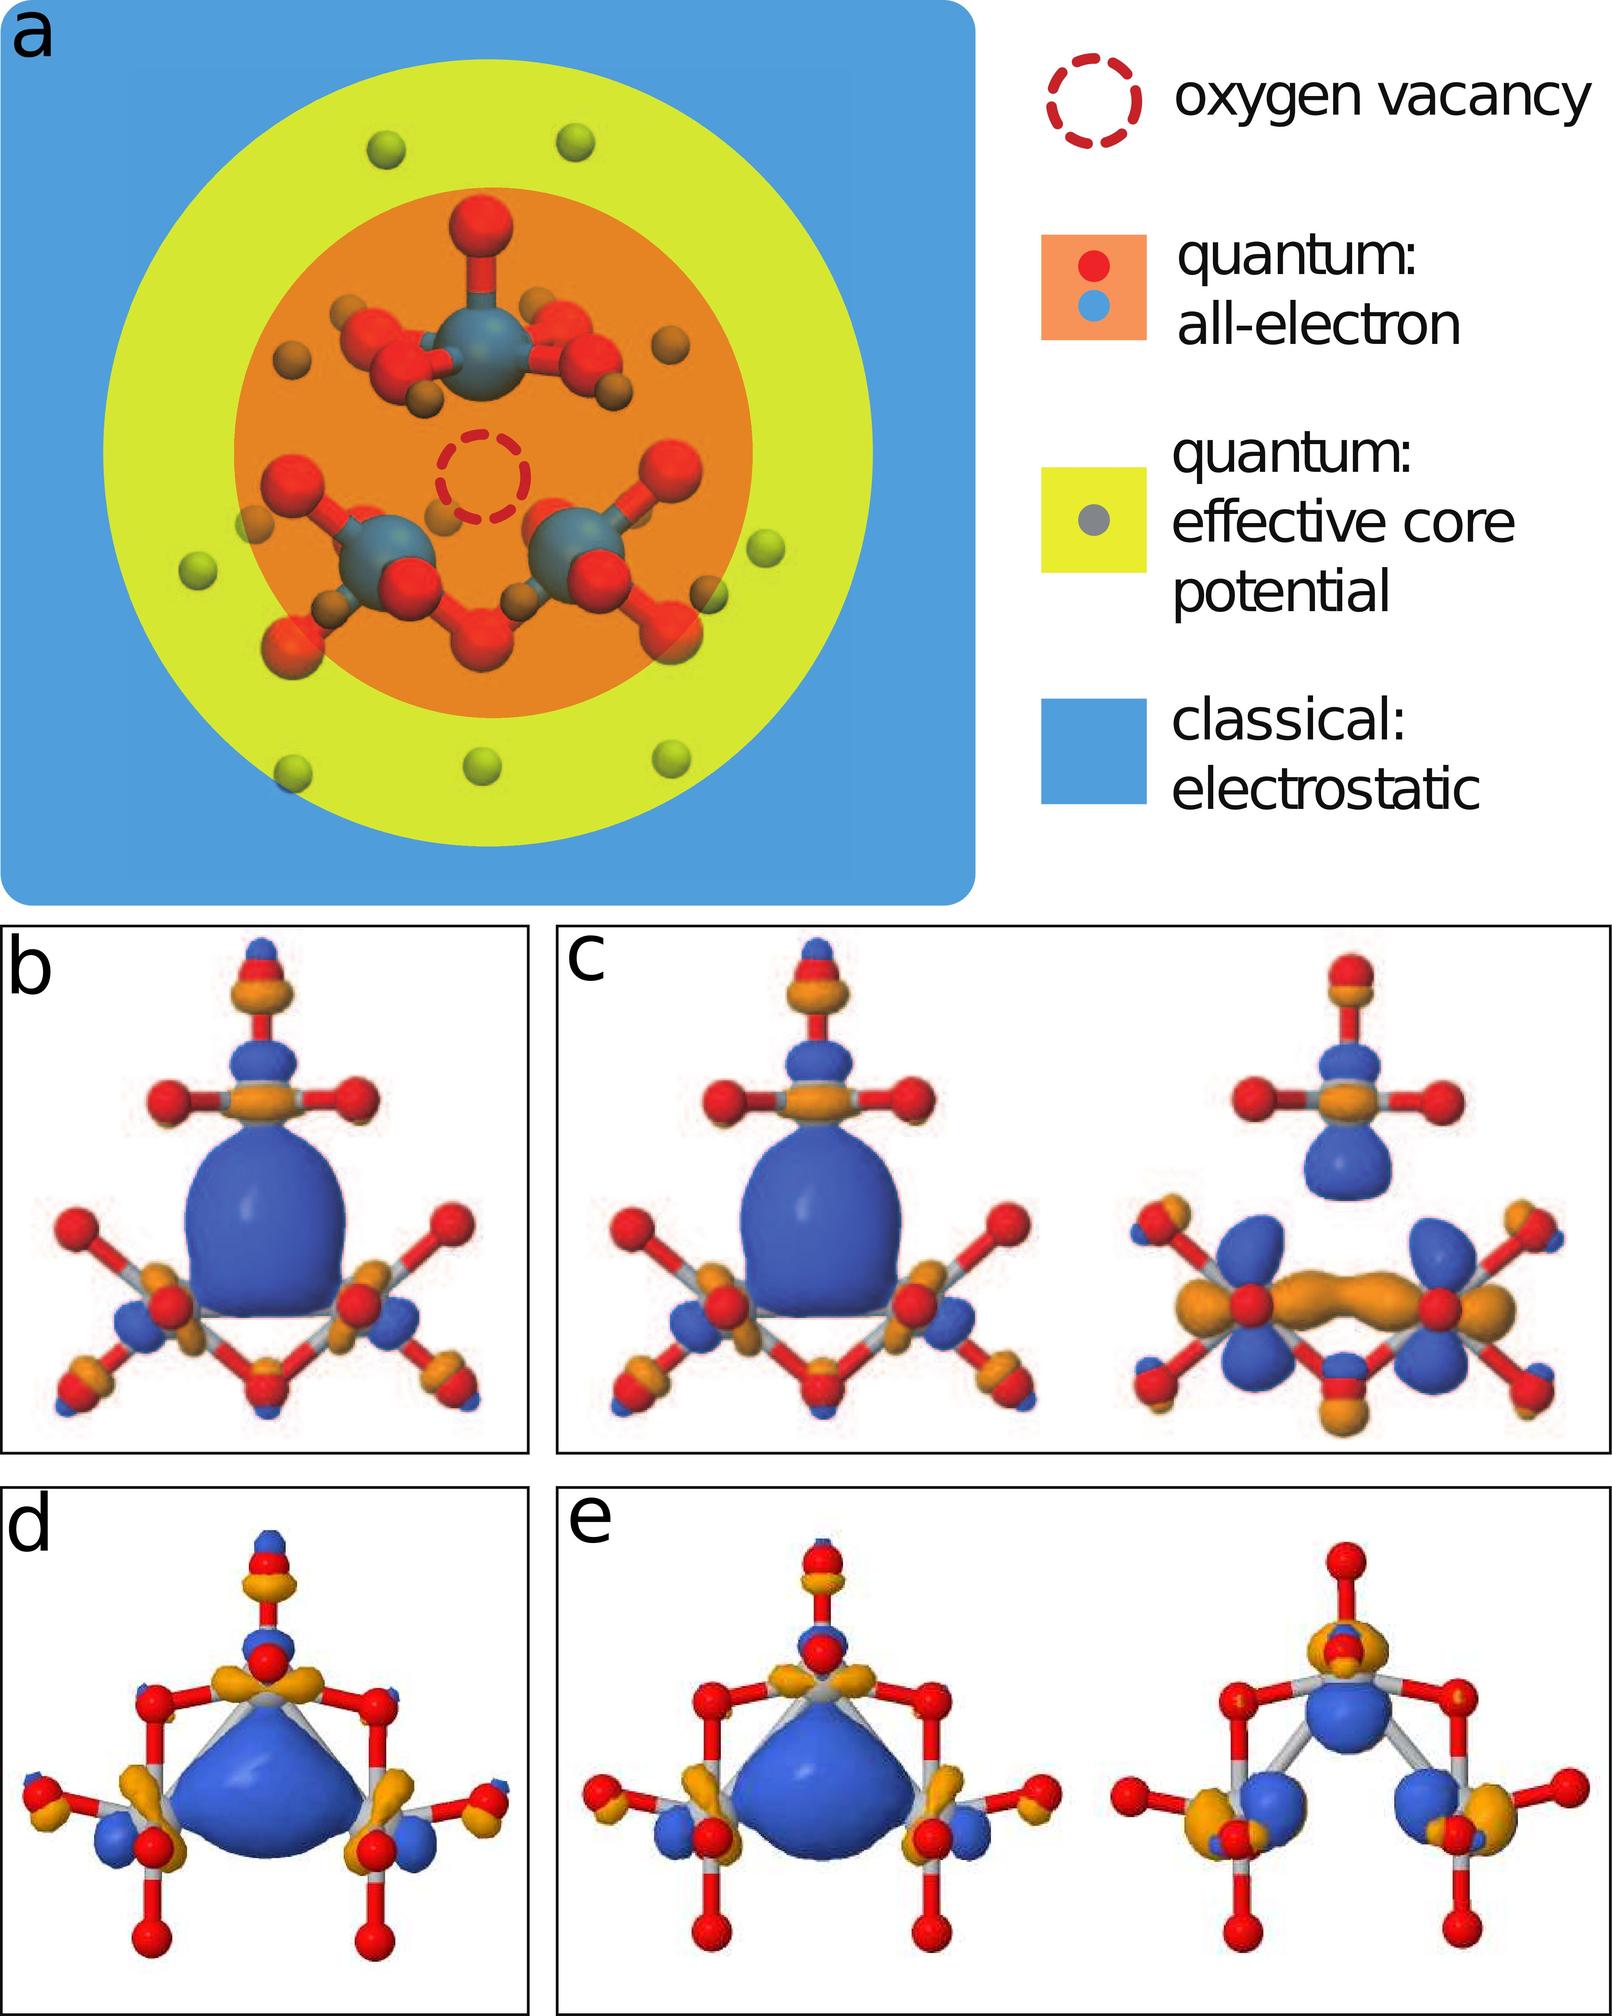 a
oxygen vacancy
quantum:
all-electron
quantum:
effective core
potential
classical:
electrostatic
b
c
d
e